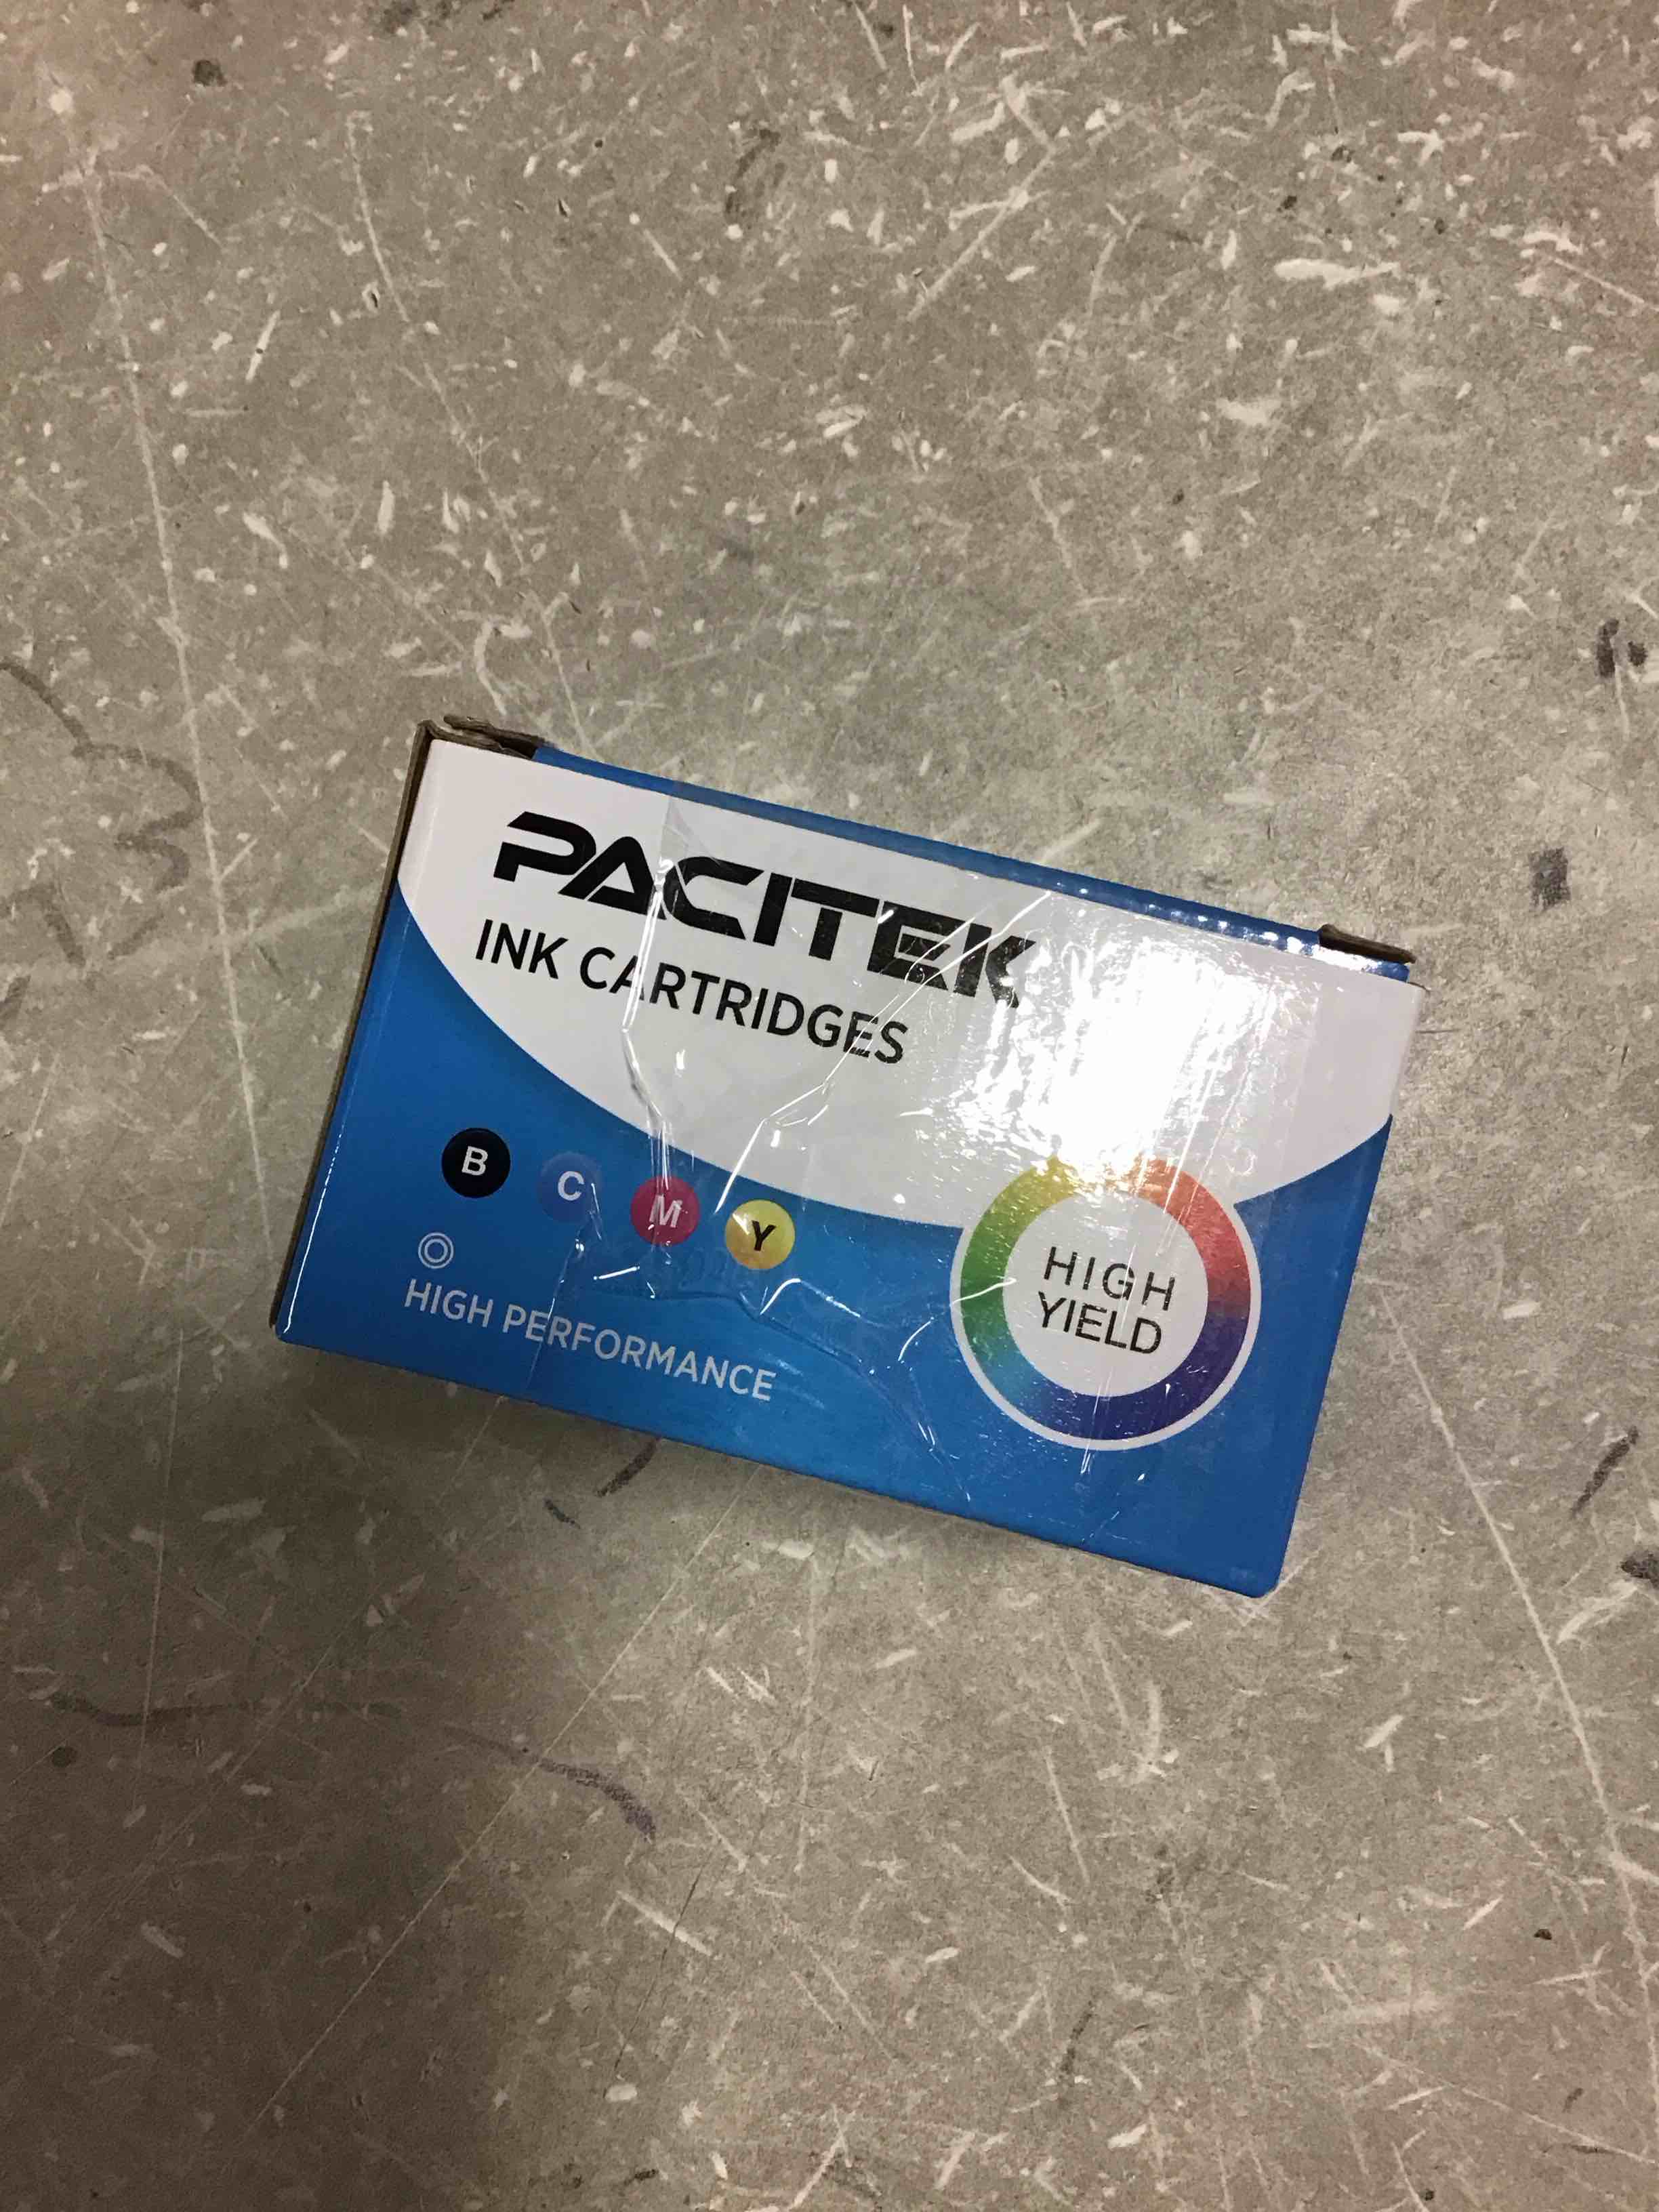 PACITEK
INK CARTRIDGES
B C M Y
HIGH PERFORMANCE
HIGH
YIELD